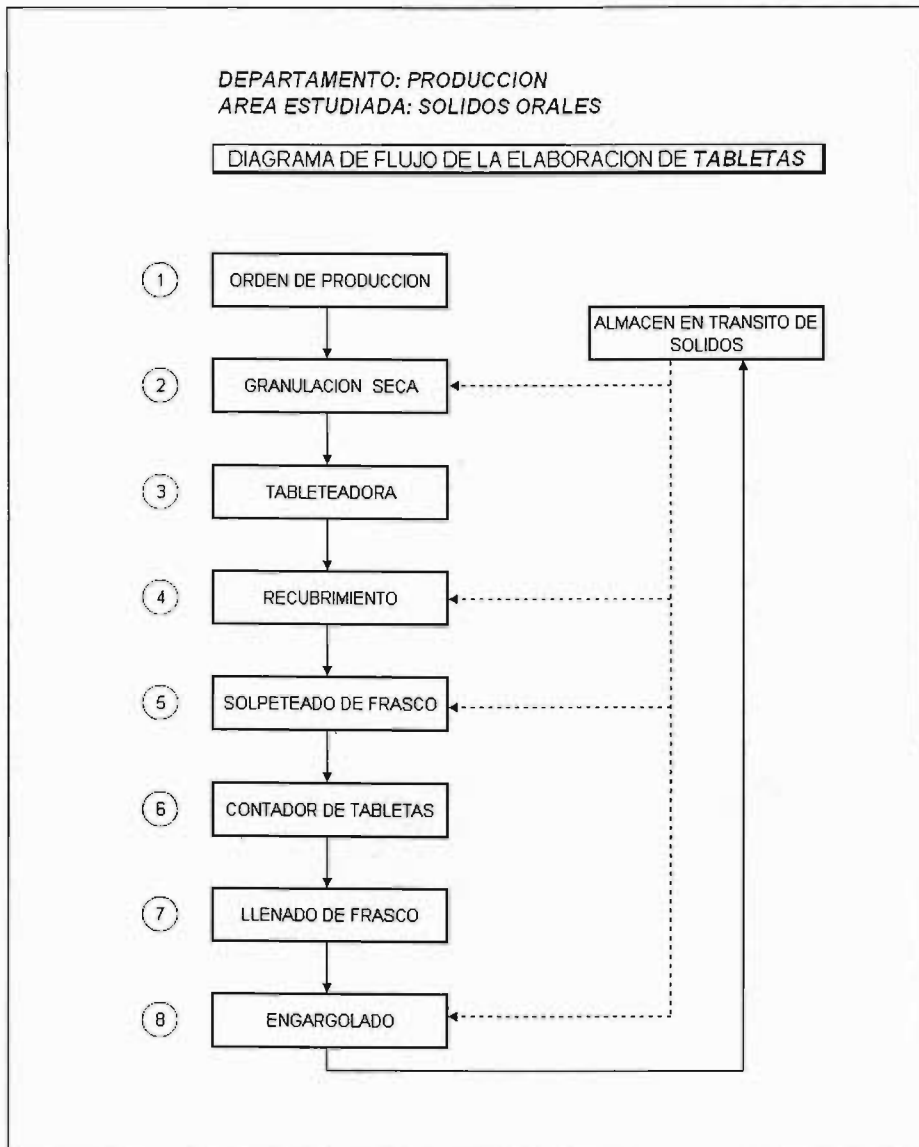 DEPARTAMENTO: PRODUCCION
AREA ESTUDIADA: SOLIDOS ORALES
DIAGRAMA DE FLUJO DE LA ELABORACION DE TABLETAS
1 ORDEN DE PRODUCCION
ALMACEN EN TRANSITO DE
SOLIDOS
2 GRANULACION SECA
3 TABLETEADORA
4 RECUBRIMIENTO
5 SOLPETEADO DE FRASCO
6 CONTADOR DE TABLETAS
7 LLENADO DE FRASCO
8 ENGARGOLADO